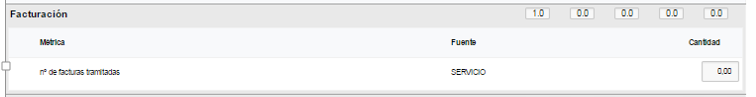 Facturación 1.0 0.0 0.0 0.0 0.0
Métrica Fuente Cantidad
nº de facturas tramitadas SERVICIO 0,00